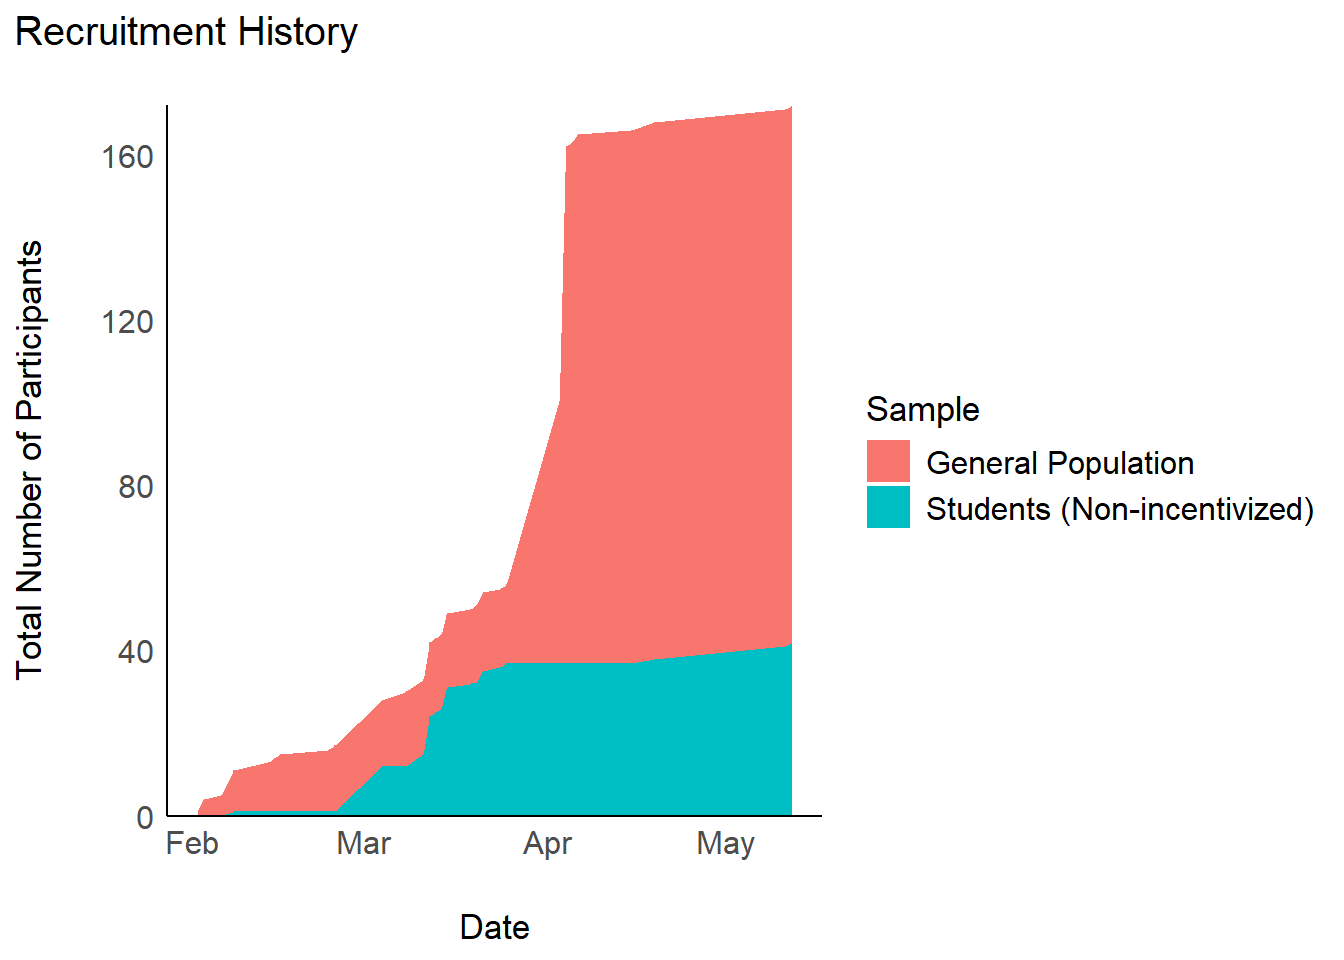 Recruitment History
160
120
80
40
0
Total Number of Participants
Feb Mar Apr May
Date
Sample
General Population
Students (Non-incentivized)